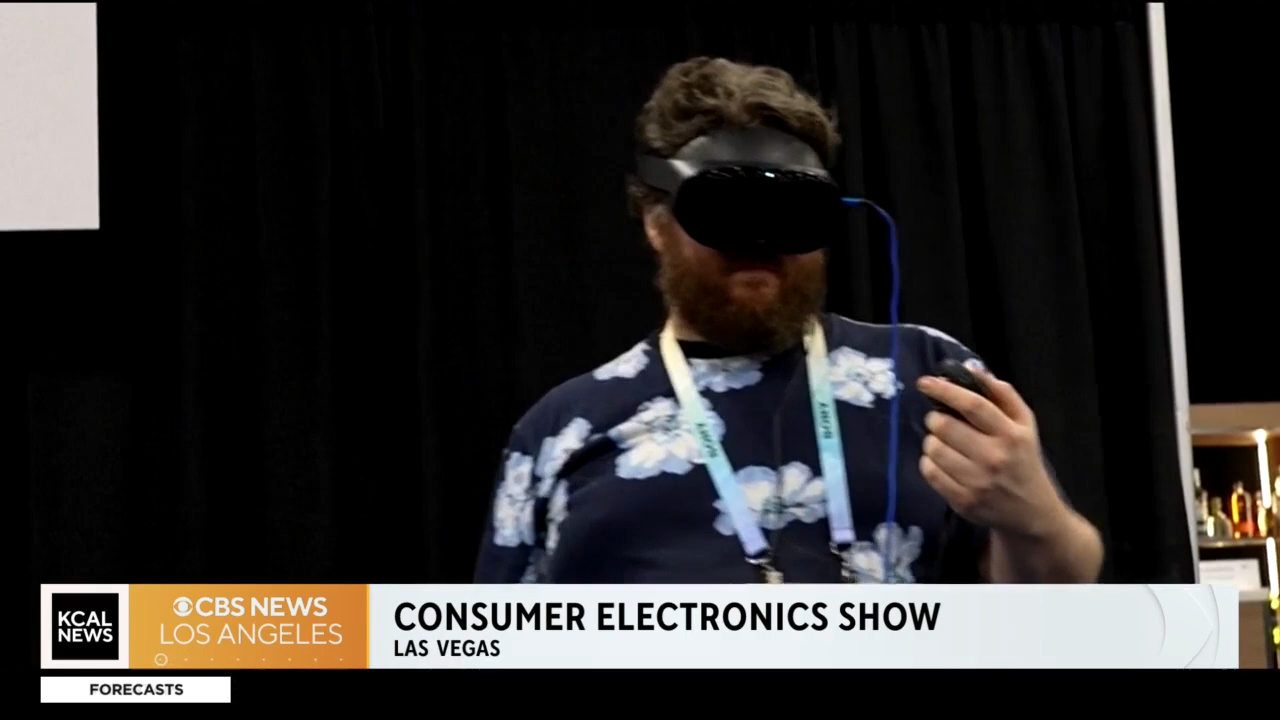 KCAL
NEWS
CBS NEWS
LOS ANGELES
CONSUMER ELECTRONICS SHOW
LAS VEGAS
FORECASTS